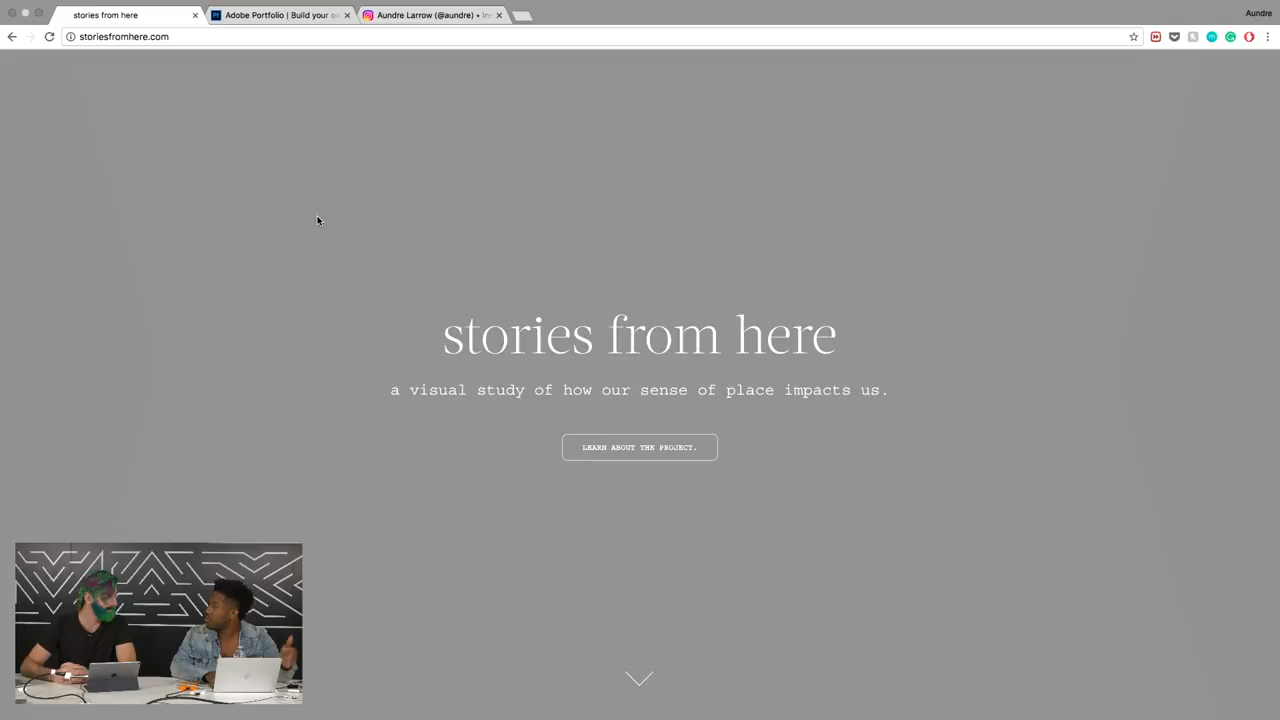 stories from here
Adobe Portfolio | Build your ow
Aundre Larrow (@aundre) • Ins
Aundre
storiesfromhere.com
stories from here
a visual study of how our sense of place impacts us.
LEARN ABOUT THE PROJECT.